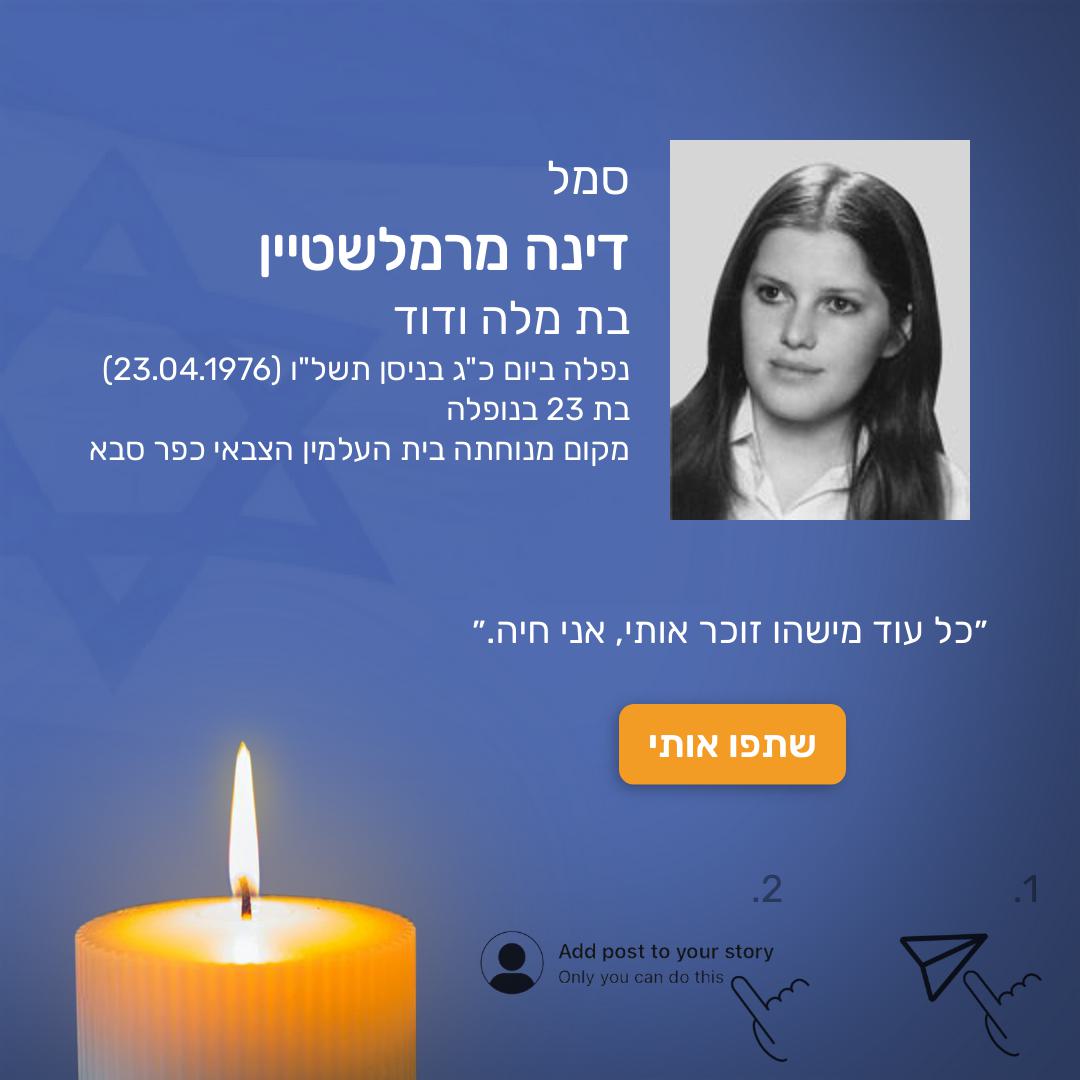 סמל
דינה מרמלשטיין
בת מלה ודוד
נפלה ביום כ"ג בניסן תשל"ו (23.04.1976)
בת 23 בנופלה
מקום מנוחתה בית העלמין הצבאי כפר סבא
״כל עוד מישהו זוכר אותי, אני חיה.״
שתפו אותי
.1
.2
Add post to your story
Only you can do this